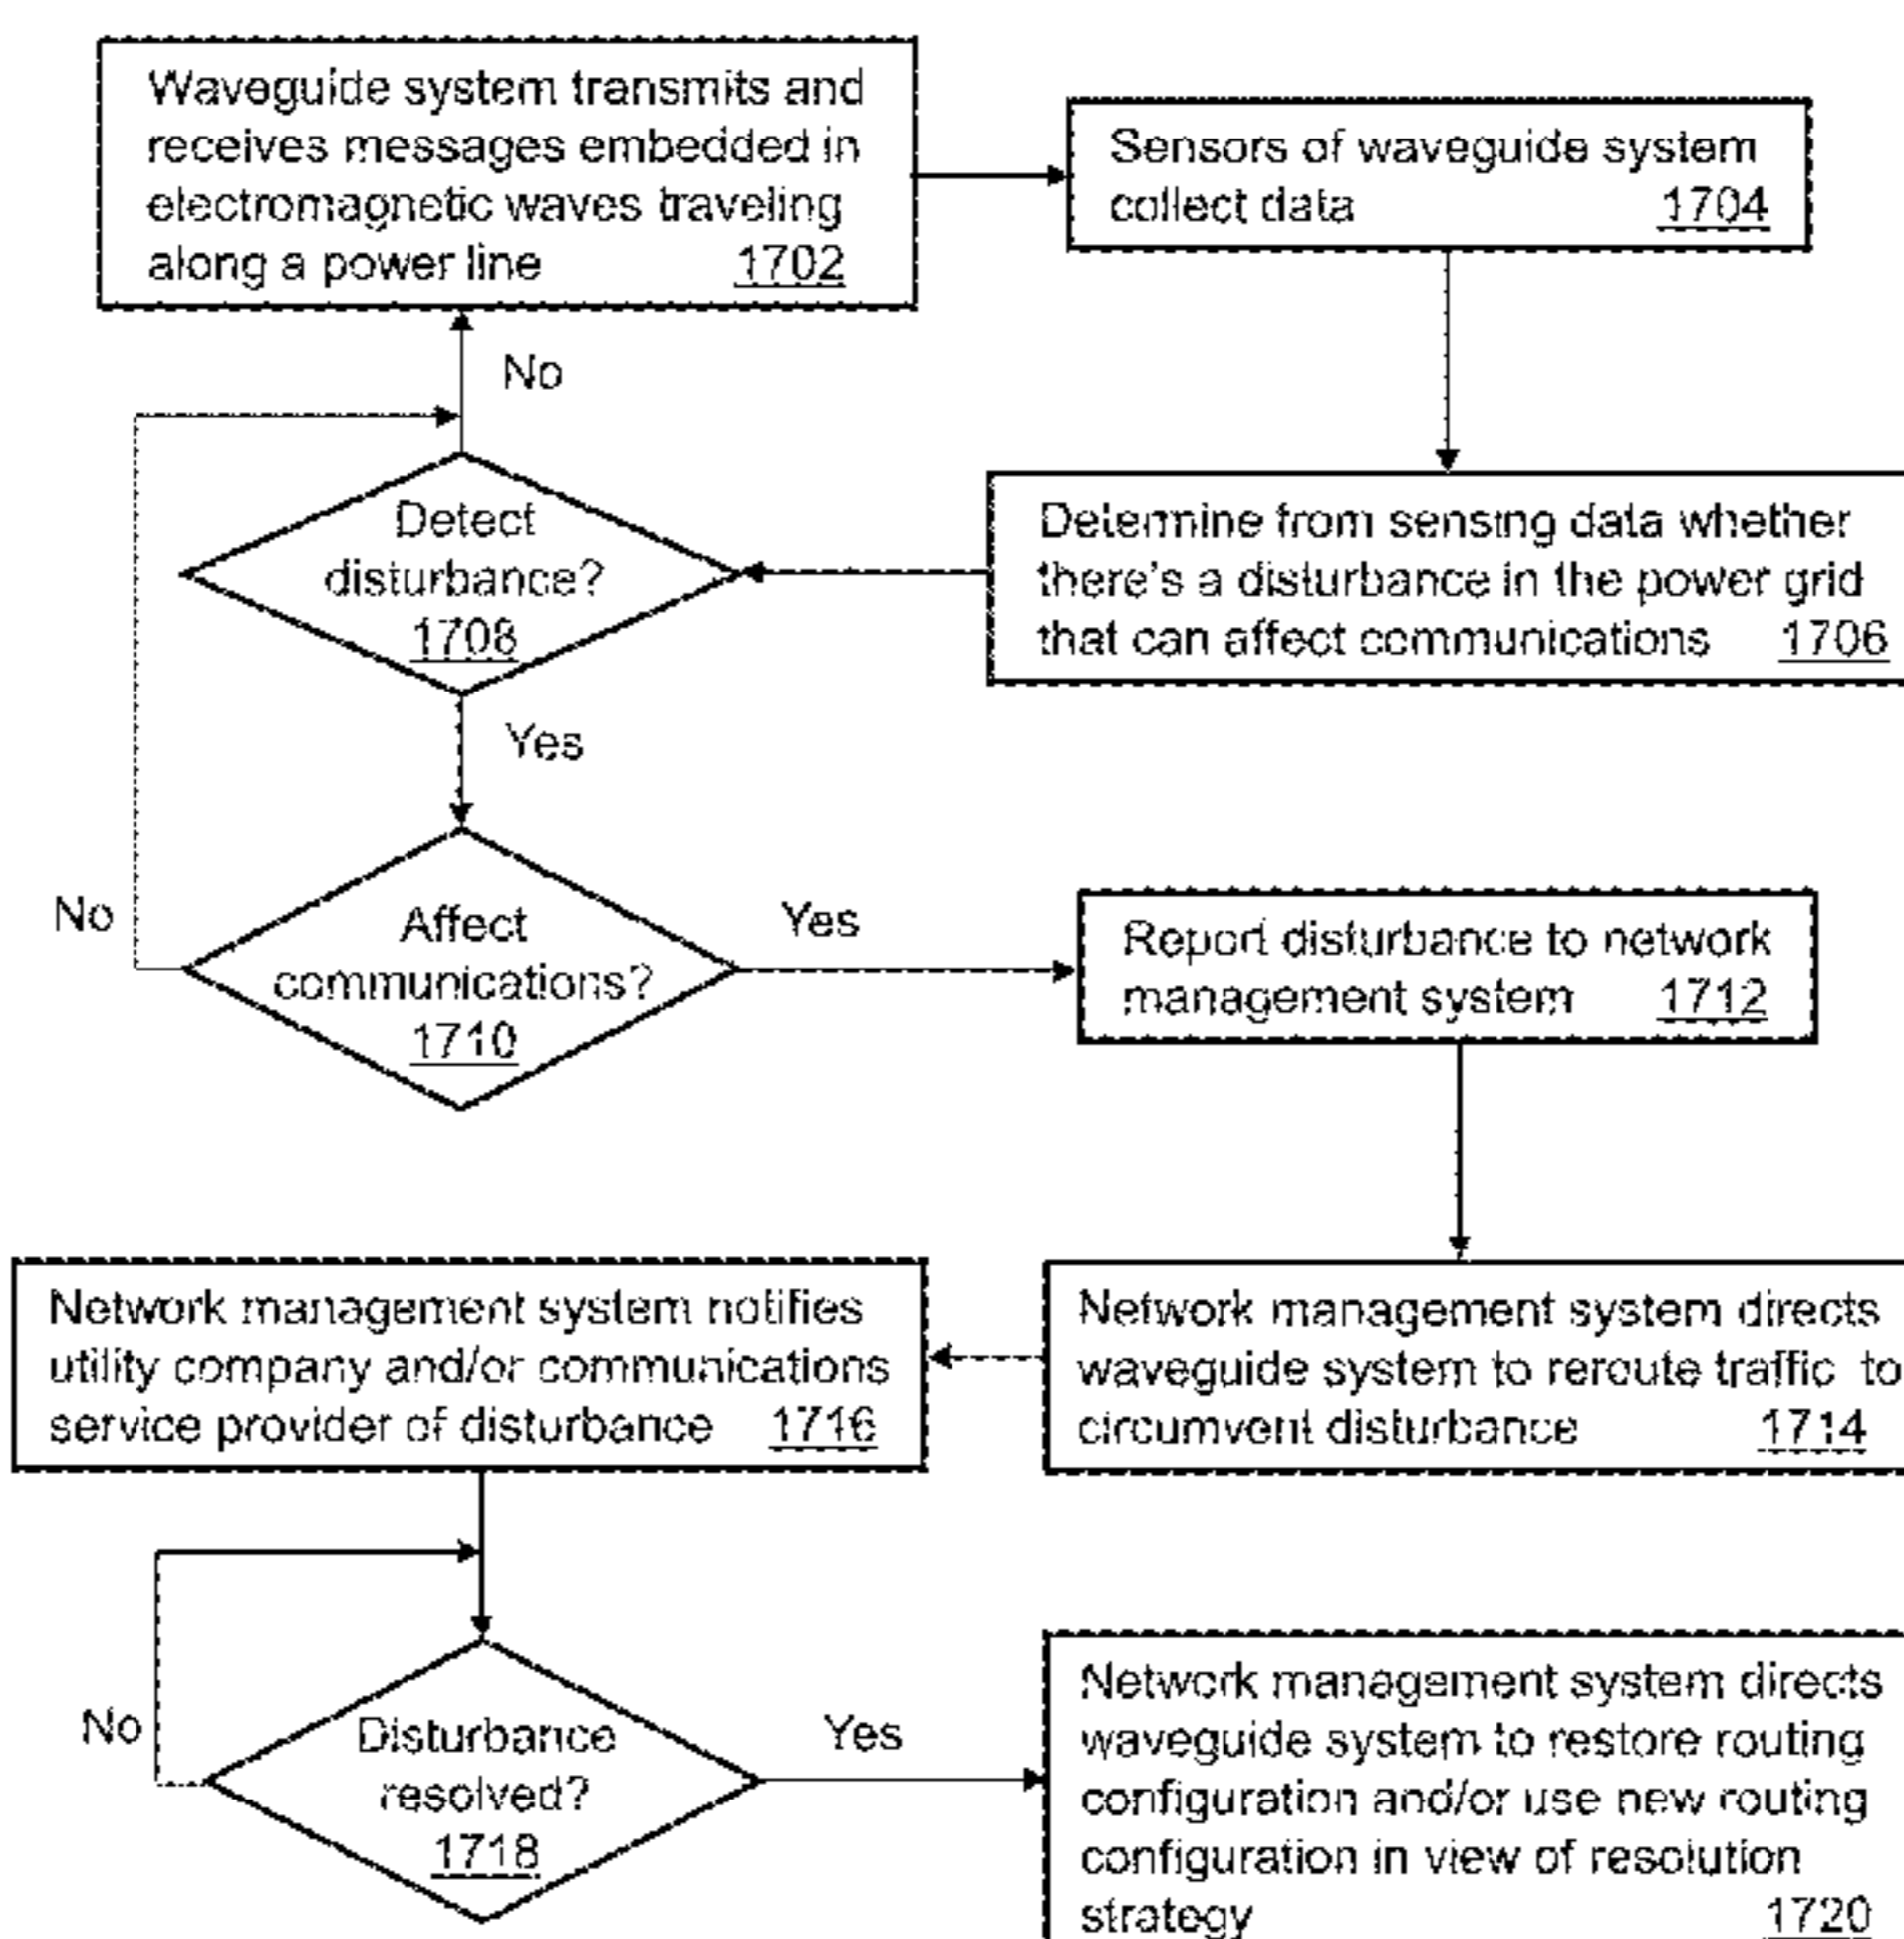 Waveguide system transmits and
receives messages embedded in
electromagnetic waves traveling
along a power line 1702
Sensors of waveguide system
collect data 1704
No
Detect
disturbance?
1708
Determine from sensing data whether
there's a disturbance in the power grid
that can affect communications 1706
Yes
No
Affect
communications?
1710
Yes
Report disturbance to network
management system 1712
Network management system notifies
utility company and/or communications
service provider of disturbance 1716
Network management system directs
waveguide system to reroute traffic to
circumvent disturbance 1714
No
Disturbance
resolved?
1718
Yes
Network management system directs
waveguide system to restore routing
configuration and/or use new routing
configuration in view of resolution
strategy 1720